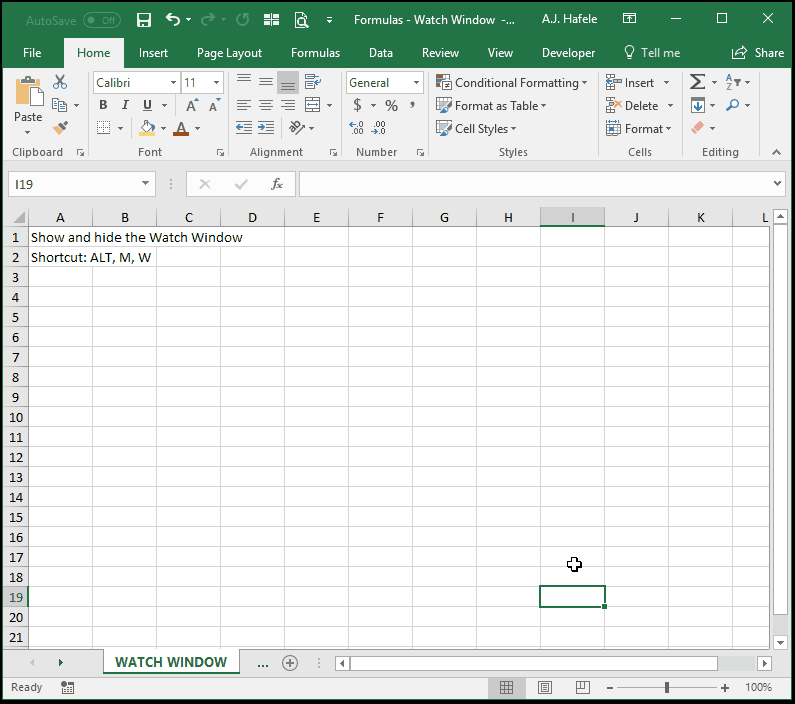 AutoSave Off Formulas - Watch Window -... A.J. Hafele
File Home Insert Page Layout Formulas Data Review View Developer Tell me Share
Calibri 11 General Conditional Formatting Insert
Paste B I U A A $ % , Format as Table Delete
A Cell Styles Format
Clipboard Font Alignment Number Styles Cells Editing
I19 fx
A B C D E F G H I J K L
1 Show and hide the Watch Window
2 Shortcut: ALT, M, W
3
4
5
6
7
8
9
10
11
12
13
14
15
16
17
18
19
20
21
WATCH WINDOW ...
Ready 100%